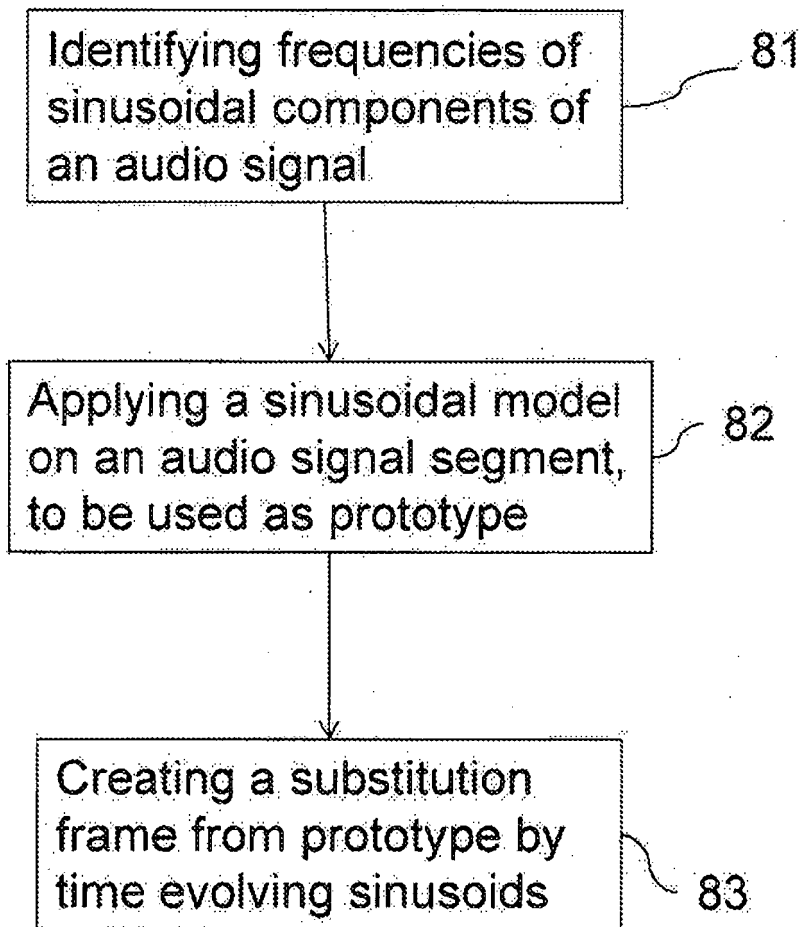 Identifying frequencies of
sinusoidal components of
an audio signal
81
Applying a sinusoidal model
on an audio signal segment,
to be used as prototype
82
Creating a substitution
frame from prototype by
time evolving sinusoids
83